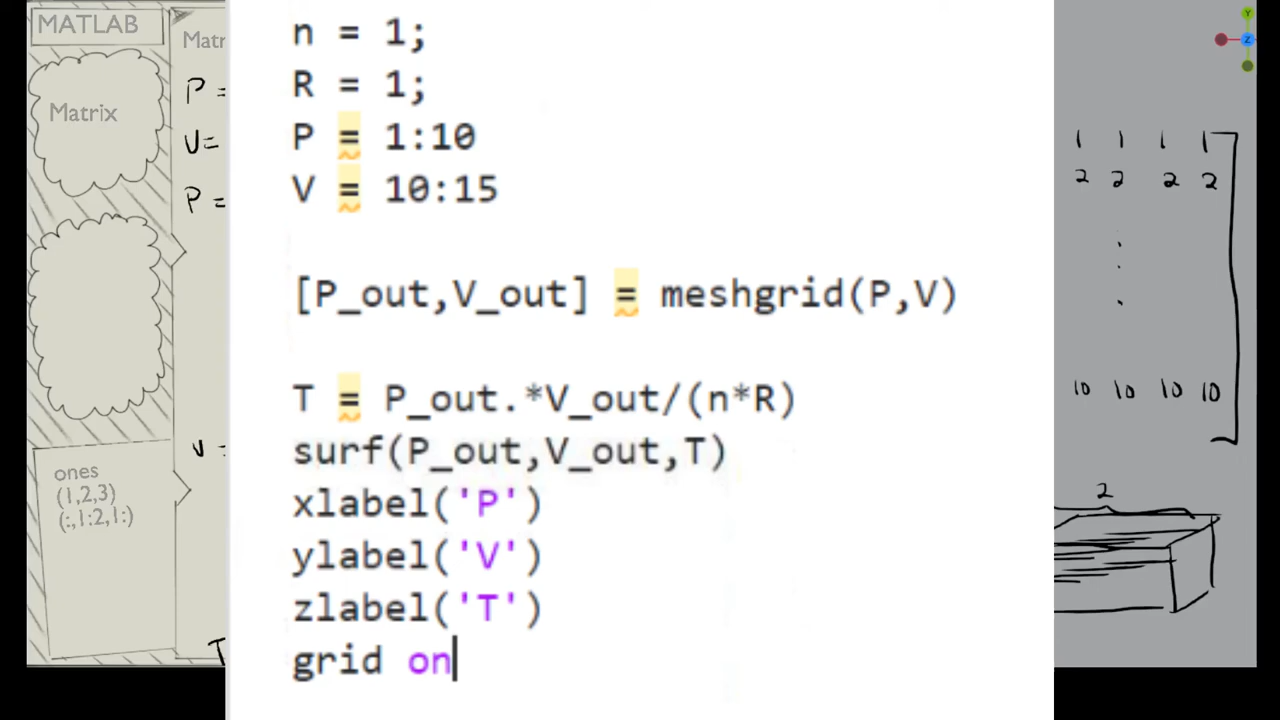 MATLAB
Matr
Matrix
P =
V=
P =
V =
T
ones
(1,2,3)
(:,1:2,1:)
n = 1;
R = 1;
P = 1:10
V = 10:15
[P_out,V_out] = meshgrid(P,V)
T = P_out.*V_out/(n*R)
surf(P_out,V_out,T)
xlabel('P')
ylabel('V')
zlabel('T')
grid on
Y
Z
1 1 1 1
2 2 2 2
10 10 10 10
2